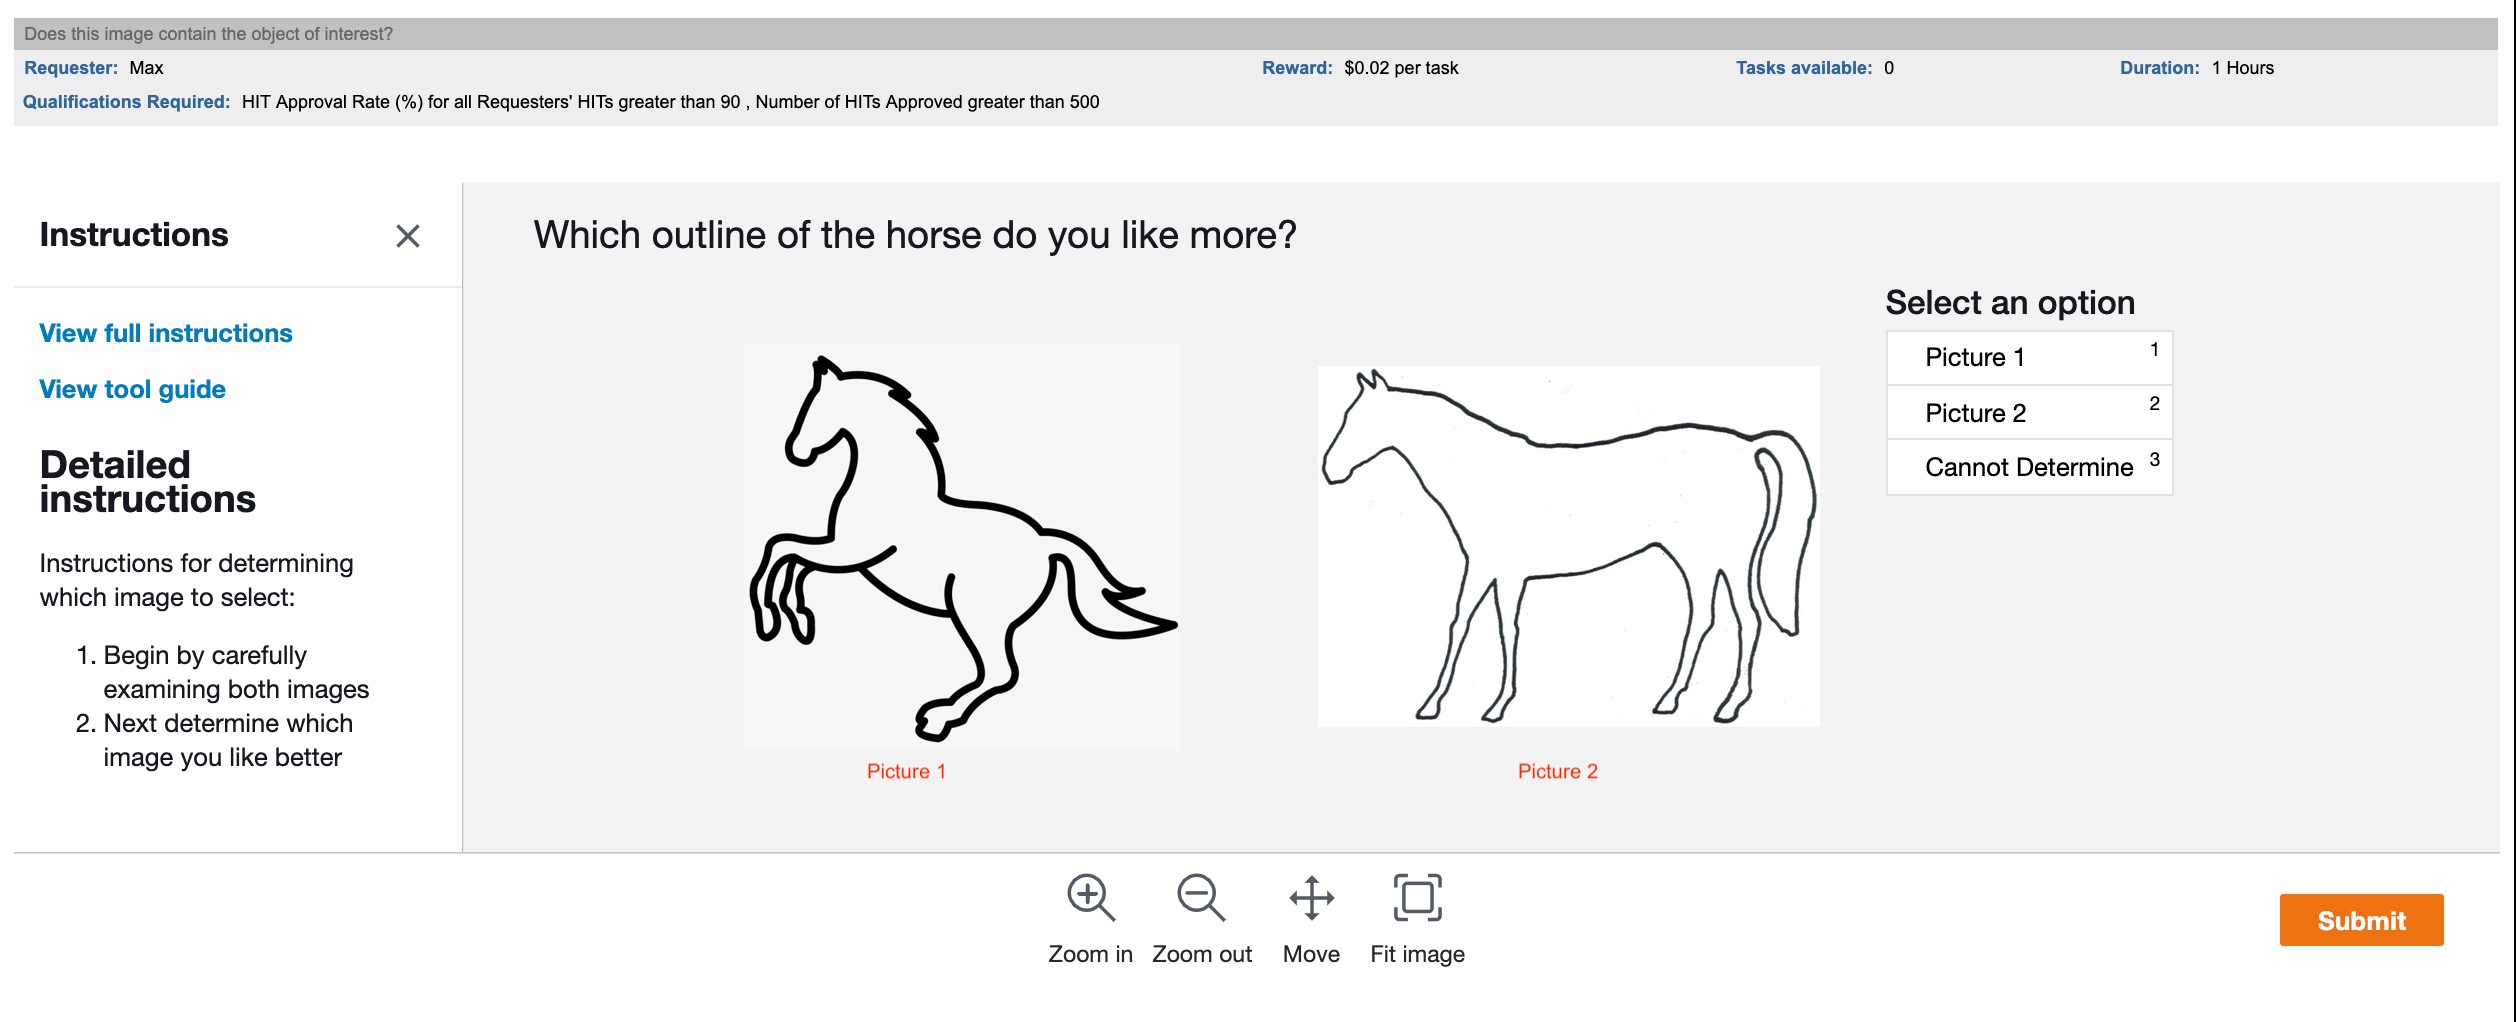 Does this image contain the object of interest?
Requester: Max Reward: $0.02 per task Tasks available: 0 Duration: 1 Hours
Qualifications Required: HIT Approval Rate (%) for all Requesters' HITs greater than 90 , Number of HITs Approved greater than 500
Instructions
View full instructions
View tool guide
Detailed
instructions
Instructions for determining
which image to select:
1. Begin by carefully
examining both images
2. Next determine which
image you like better
Which outline of the horse do you like more?
Picture 1
Picture 2
Select an option
Picture 1 1
Picture 2 2
Cannot Determine 3
Zoom in Zoom out Move Fit image
Submit